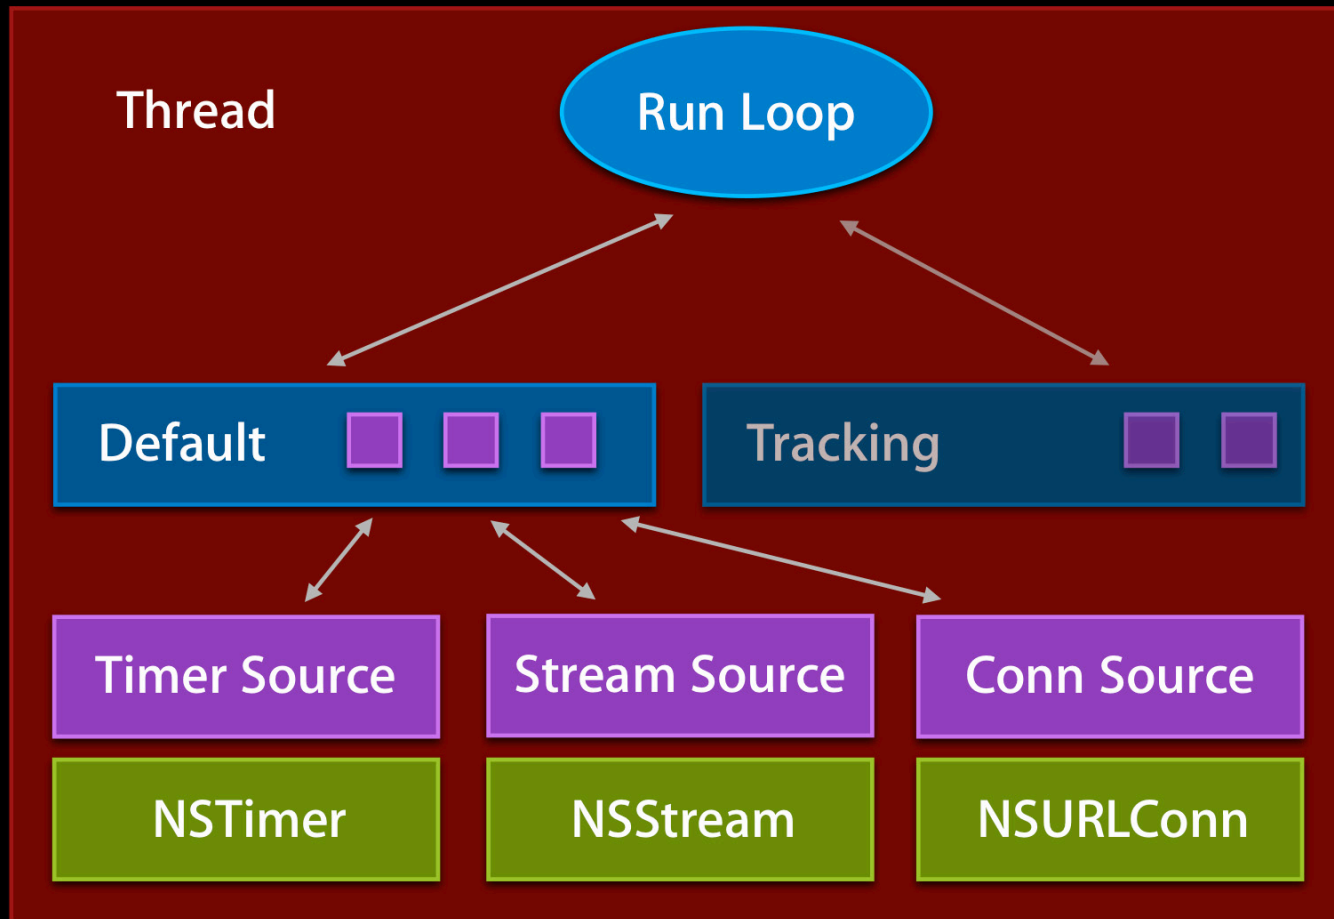 Thread
Run Loop
Default
Tracking
Timer Source
Stream Source
Conn Source
NSTimer
NSStream
NSURLConn